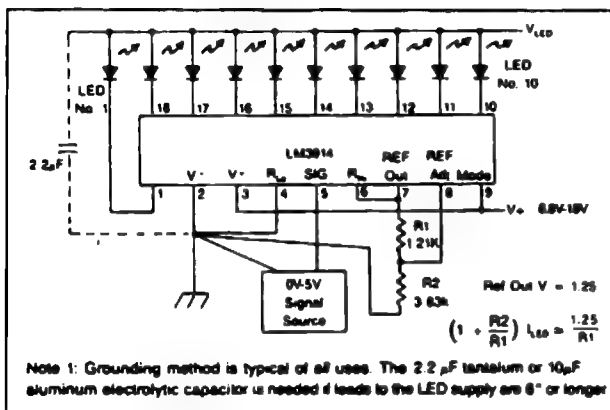 V LED
LED
No. 1
LED
No. 10
18 17 16 15 14 13 12 11 10
2.2µF
LM3914
V- V+ RLo SIG RHi REF Out REF Adj Mode
1 2 3 4 5 6 7 8 9
V+ 6.8V-18V
R1
1.21K
0V-5V
Signal
Source
R2
3.83k
Ref Out V = 1.25
(1 + R2/R1) ILED ≈ 1.25/R1
Note 1: Grounding method is typical of all uses. The 2.2 µF tantalum or 10µF
aluminum electrolytic capacitor is needed if leads to the LED supply are 6" or longer